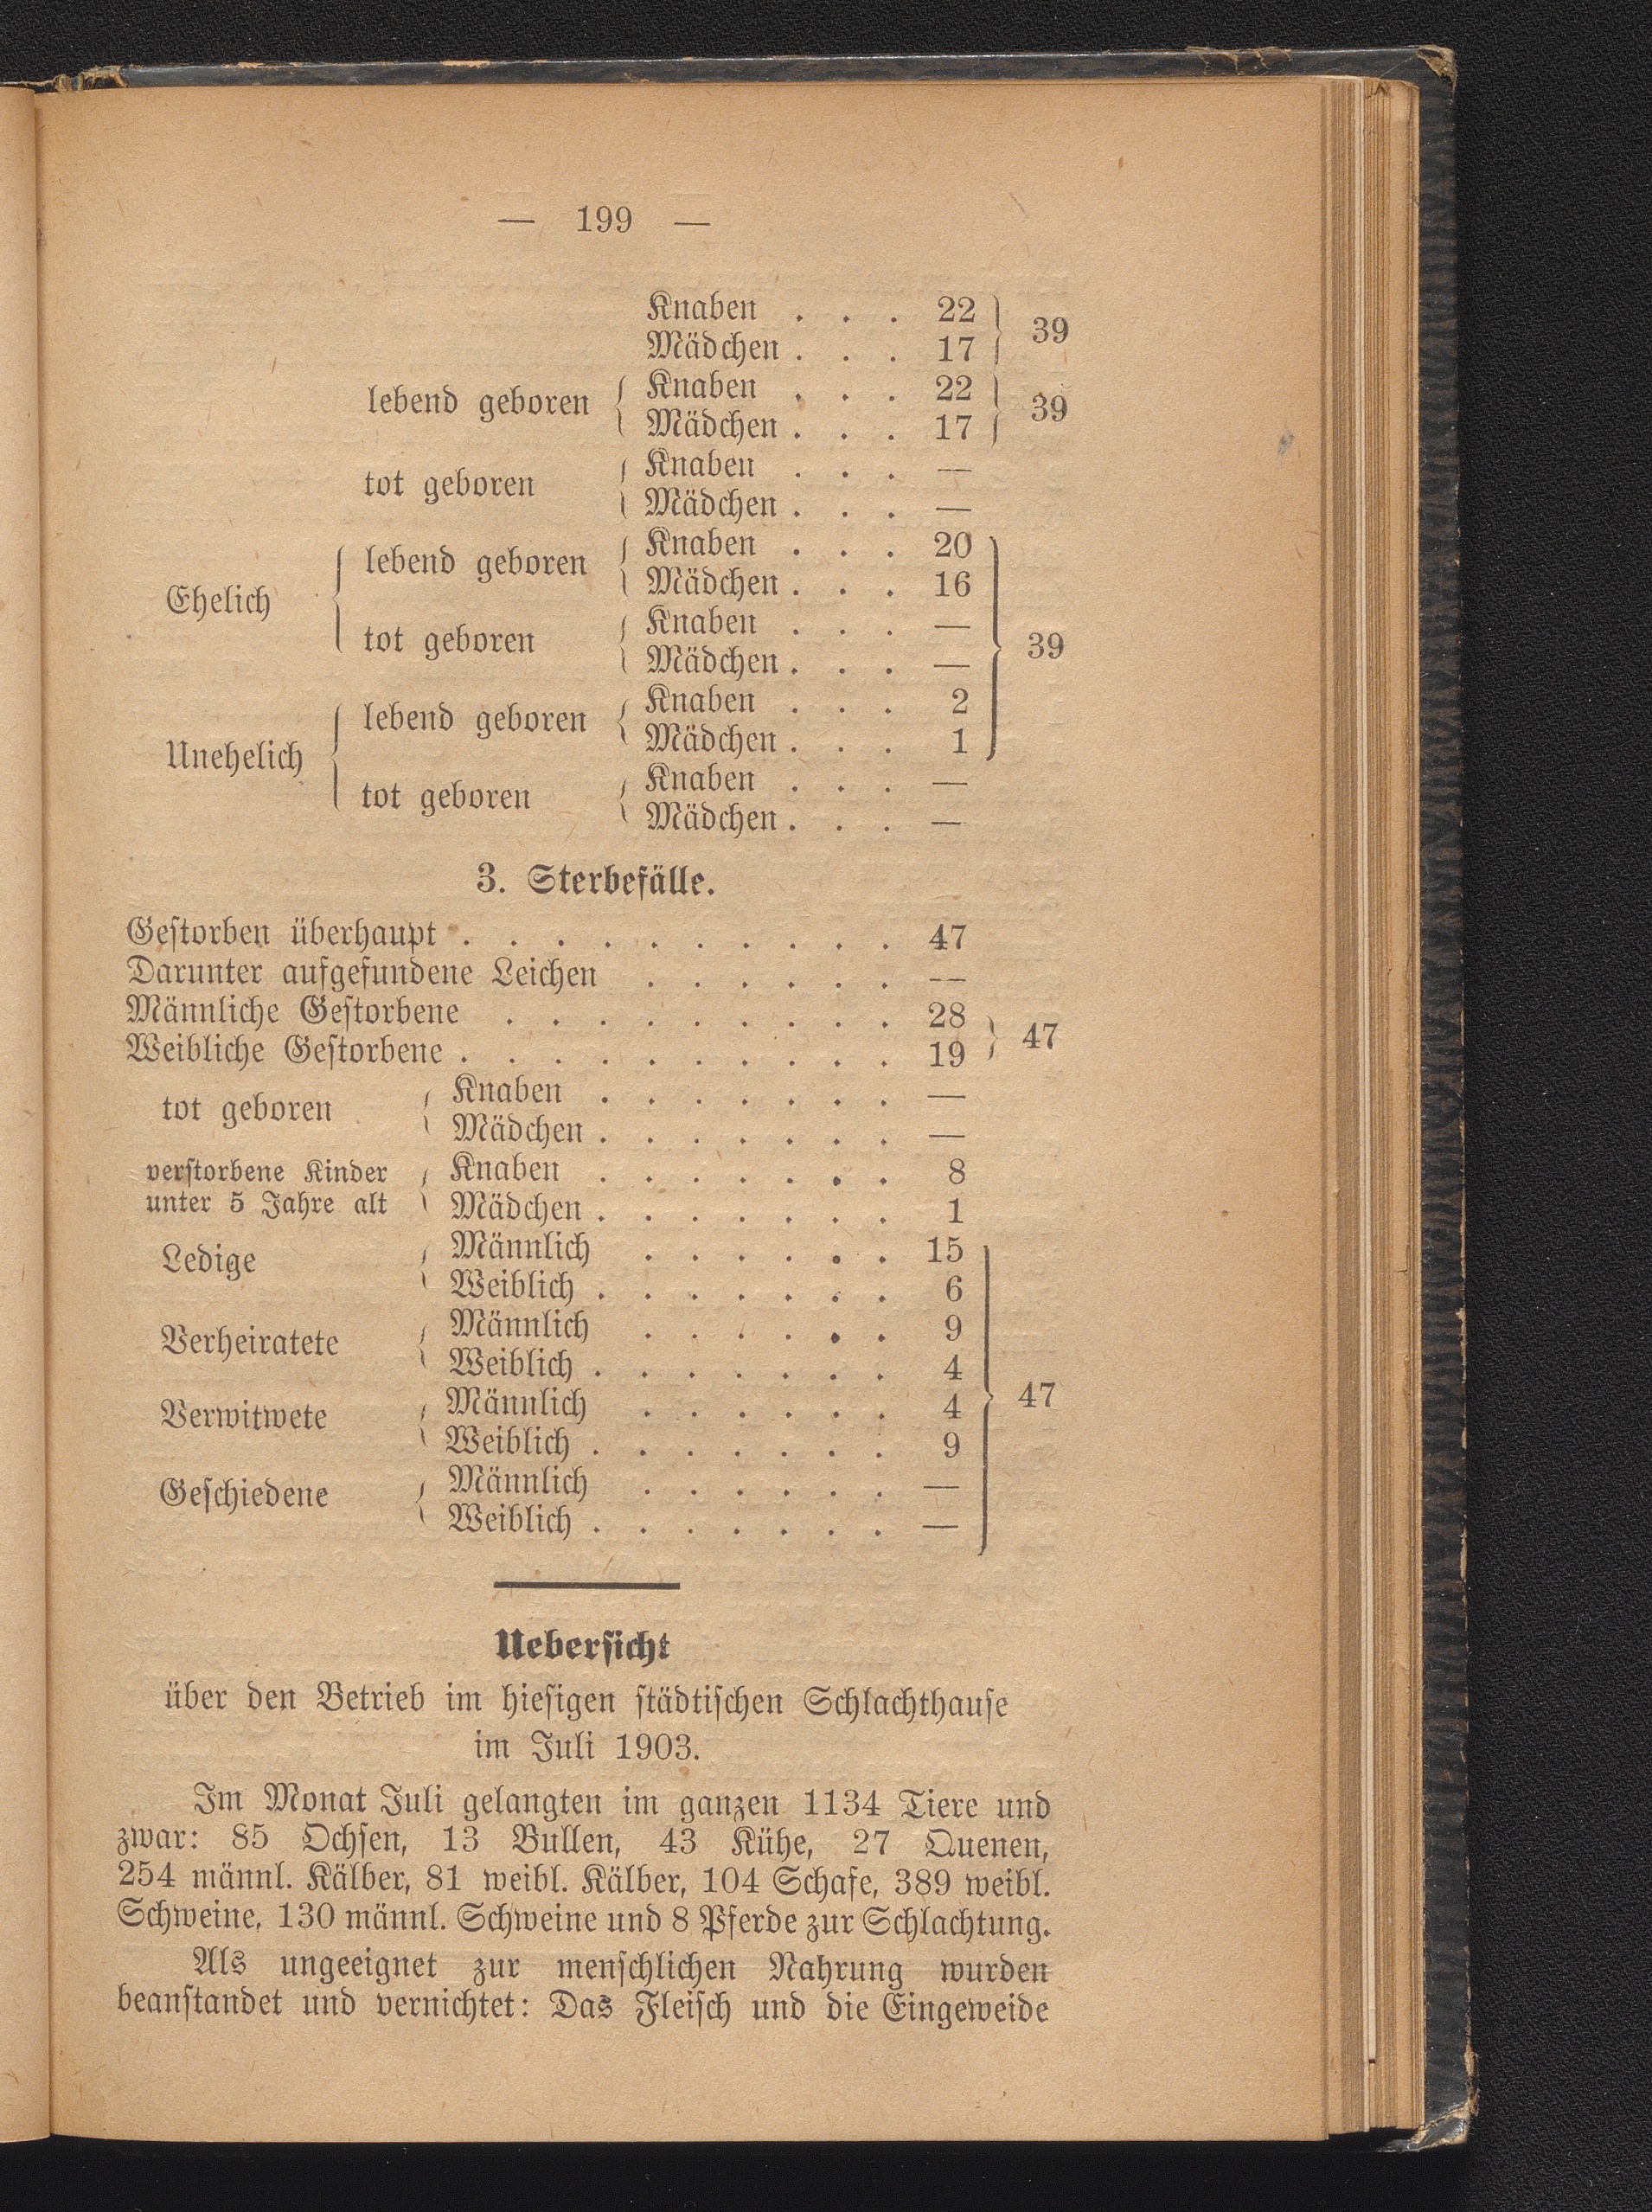 — 199 —
Knaben . . . 22
39
Mädchen . . . 17
lebend geboren Knaben . . . 22
39
Mädchen . . . 17
tot geboren Knaben . . . —
Mädchen . . . —
Ehelich lebend geboren Knaben . . . 20
Mädchen . . . 16
tot geboren Knaben . . . —
39
Mädchen . . . —
Unehelich lebend geboren Knaben . . . 2
Mädchen . . . 1
tot geboren Knaben . . . —
Mädchen . . . —
3. Sterbefälle.
Gestorben überhaupt . . . . . . . . . . 47
Darunter aufgefundene Leichen . . . . . . —
Männliche Gestorbene . . . . . . . . . 28
47
Weibliche Gestorbene . . . . . . . . . . 19
tot geboren Knaben . . . . . . . —
Mädchen . . . . . . . —
verstorbene Kinder Knaben . . . . . . . 8
unter 5 Jahre alt Mädchen . . . . . . . 1
Ledige Männlich . . . . . . 15
Weiblich . . . . . . . 6
Verheiratete Männlich . . . . . . 9
Weiblich . . . . . . . 4
47
Verwitwete Männlich . . . . . . 4
Weiblich . . . . . . . 9
Geschiedene Männlich . . . . . . —
Weiblich . . . . . . . —
Uebersicht
über den Betrieb im hiesigen städtischen Schlachthause
im Juli 1903.
Im Monat Juli gelangten im ganzen 1134 Tiere und
zwar: 85 Ochsen, 13 Bullen, 43 Kühe, 27 Quenen,
254 männl. Kälber, 81 weibl. Kälber, 104 Schafe, 389 weibl.
Schweine, 130 männl. Schweine und 8 Pferde zur Schlachtung.
Als ungeeignet zur menschlichen Nahrung wurden
beanstandet und vernichtet: Das Fleisch und die Eingeweide